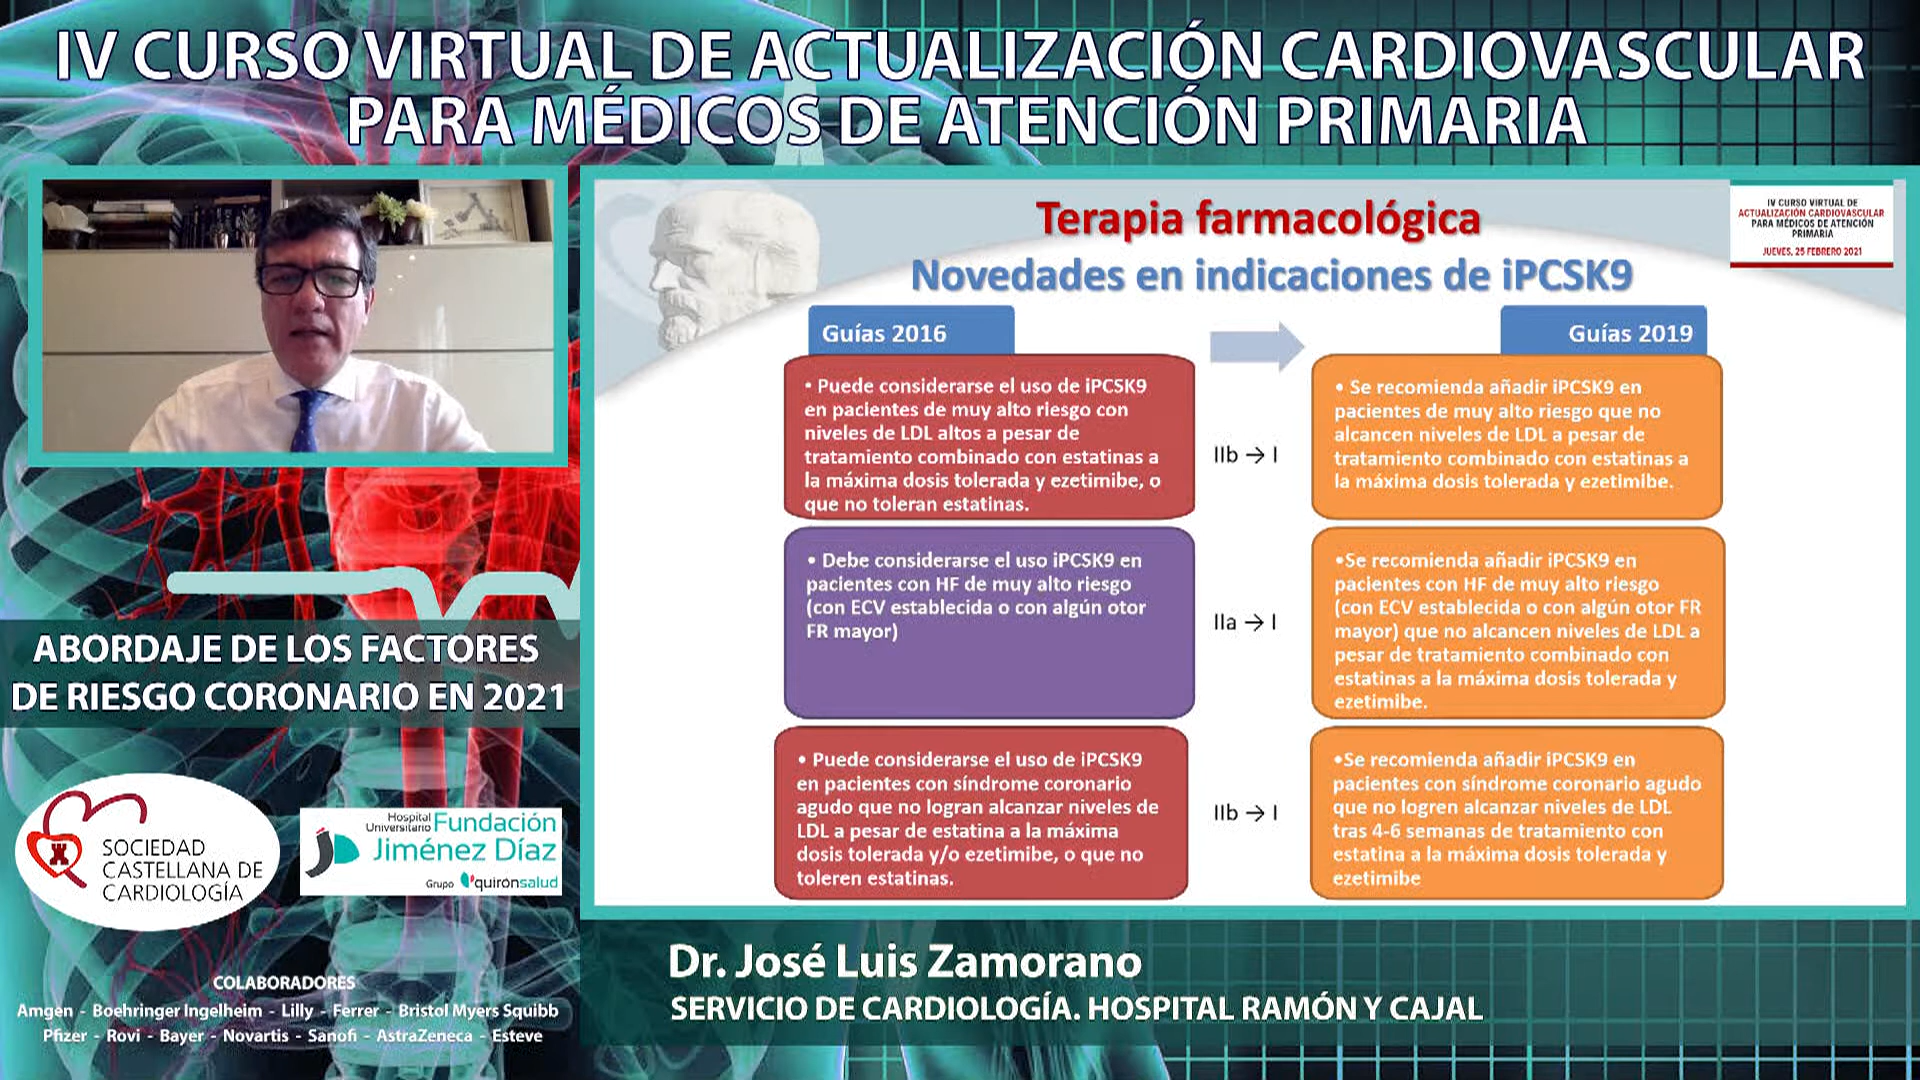 IV CURSO VIRTUAL DE ACTUALIZACIÓN CARDIOVASCULAR
PARA MÉDICOS DE ATENCIÓN PRIMARIA
Terapia farmacológica
Novedades en indicaciones de iPCSK9
IV CURSO VIRTUAL DE
ACTUALIZACIÓN CARDIOVASCULAR
PARA MÉDICOS DE ATENCIÓN
PRIMARIA
JUEVES, 25 FEBRERO 2021
Guías 2016
Guías 2019
• Puede considerarse el uso de iPCSK9
en pacientes de muy alto riesgo con
niveles de LDL altos a pesar de
tratamiento combinado con estatinas a
la máxima dosis tolerada y ezetimibe, o
que no toleran estatinas.
IIb → I
• Se recomienda añadir iPCSK9 en
pacientes de muy alto riesgo que no
alcancen niveles de LDL a pesar de
tratamiento combinado con estatinas a
la máxima dosis tolerada y ezetimibe.
• Debe considerarse el uso iPCSK9 en
pacientes con HF de muy alto riesgo
(con ECV establecida o con algún otor
FR mayor)
IIa → I
•Se recomienda añadir iPCSK9 en
pacientes con HF de muy alto riesgo
(con ECV establecida o con algún otor FR
mayor) que no alcancen niveles de LDL a
pesar de tratamiento combinado con
estatinas a la máxima dosis tolerada y
ezetimibe.
• Puede considerarse el uso de iPCSK9
en pacientes con síndrome coronario
agudo que no logran alcanzar niveles de
LDL a pesar de estatina a la máxima
dosis tolerada y/o ezetimibe, o que no
toleren estatinas.
IIb → I
•Se recomienda añadir iPCSK9 en
pacientes con síndrome coronario agudo
que no logren alcanzar niveles de LDL
tras 4-6 semanas de tratamiento con
estatina a la máxima dosis tolerada y
ezetimibe
ABORDAJE DE LOS FACTORES
DE RIESGO CORONARIO EN 2021
SOCIEDAD
CASTELLANA DE
CARDIOLOGÍA
Hospital
Universitario Fundación
Jiménez Díaz
Grupo quirónsalud
COLABORADORES
Amgen - Boehringer Ingelheim - Lilly - Ferrer - Bristol Myers Squibb
Pfizer - Rovi - Bayer - Novartis - Sanofi - AstraZeneca - Esteve
Dr. José Luis Zamorano
SERVICIO DE CARDIOLOGÍA. HOSPITAL RAMÓN Y CAJAL